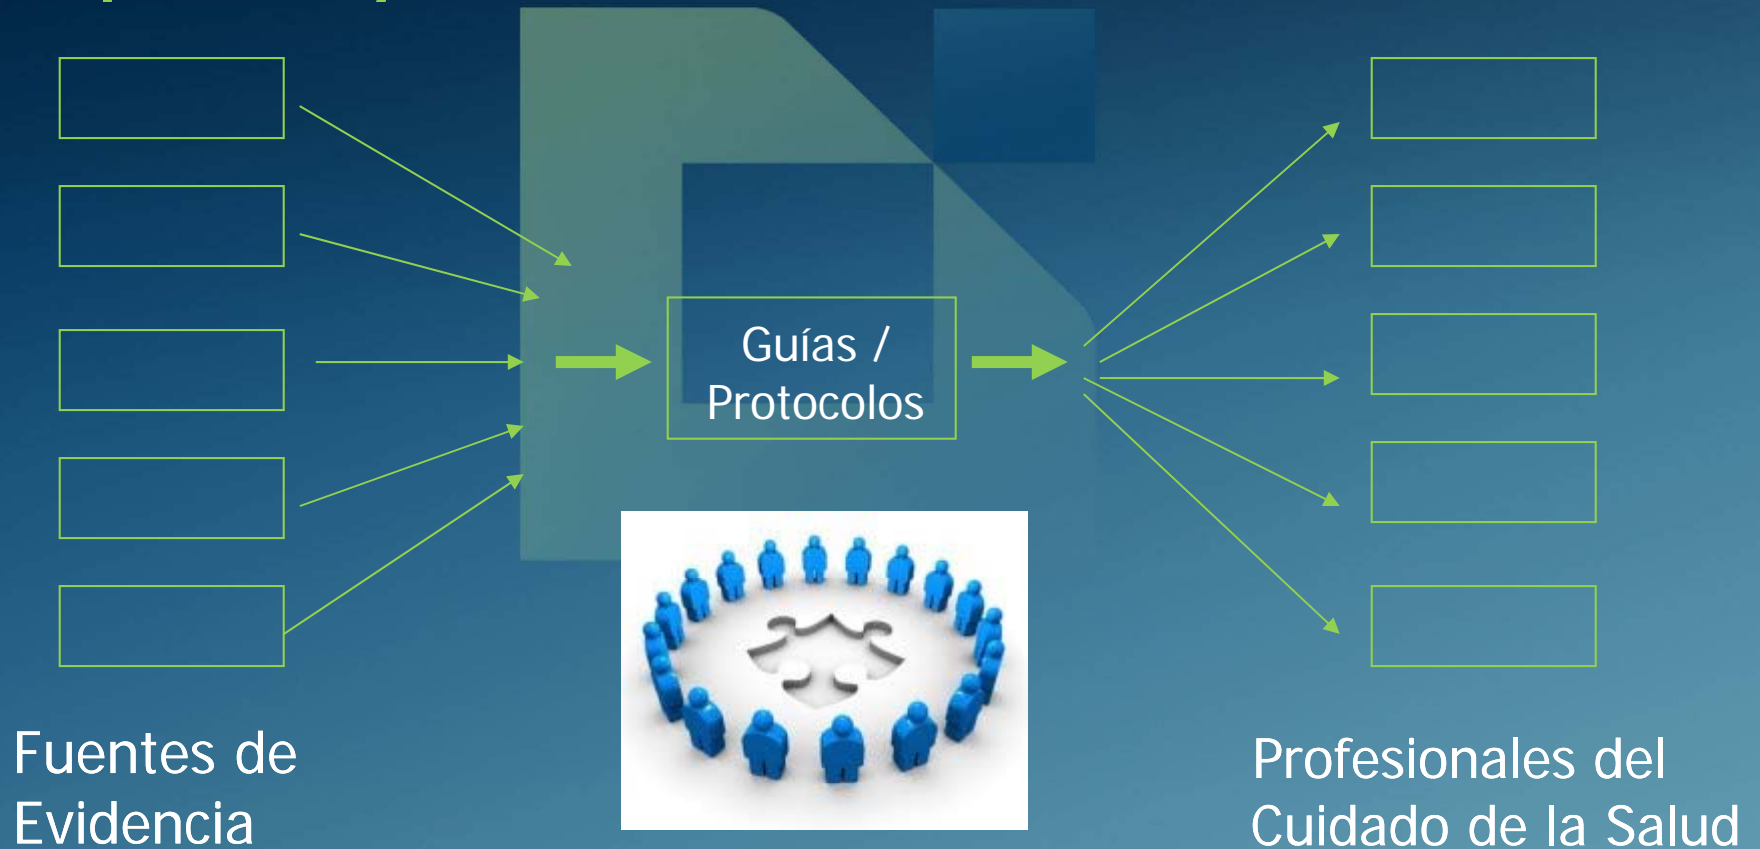 Guías /
Protocolos
Fuentes de
Evidencia
Profesionales del
Cuidado de la Salud